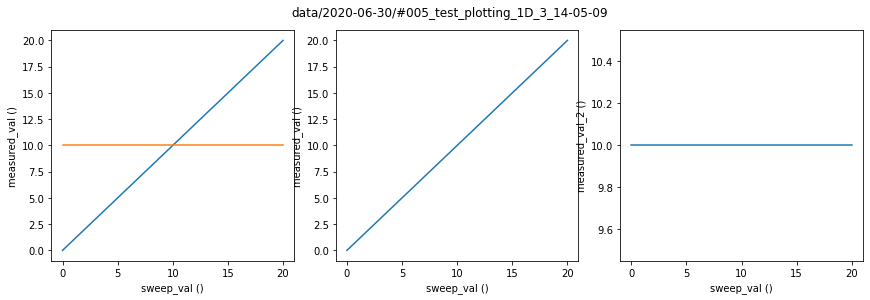 data/2020-06-30/#005_test_plotting_1D_3_14-05-09
20.0
17.5
15.0
12.5
10.0
7.5
5.0
2.5
0.0
measured_val ()
0 5 10 15 20
sweep_val ()
20.0
17.5
15.0
12.5
10.0
7.5
5.0
2.5
0.0
measured_val ()
0 5 10 15 20
sweep_val ()
10.4
10.2
10.0
9.8
9.6
measured_val_2 ()
0 5 10 15 20
sweep_val ()